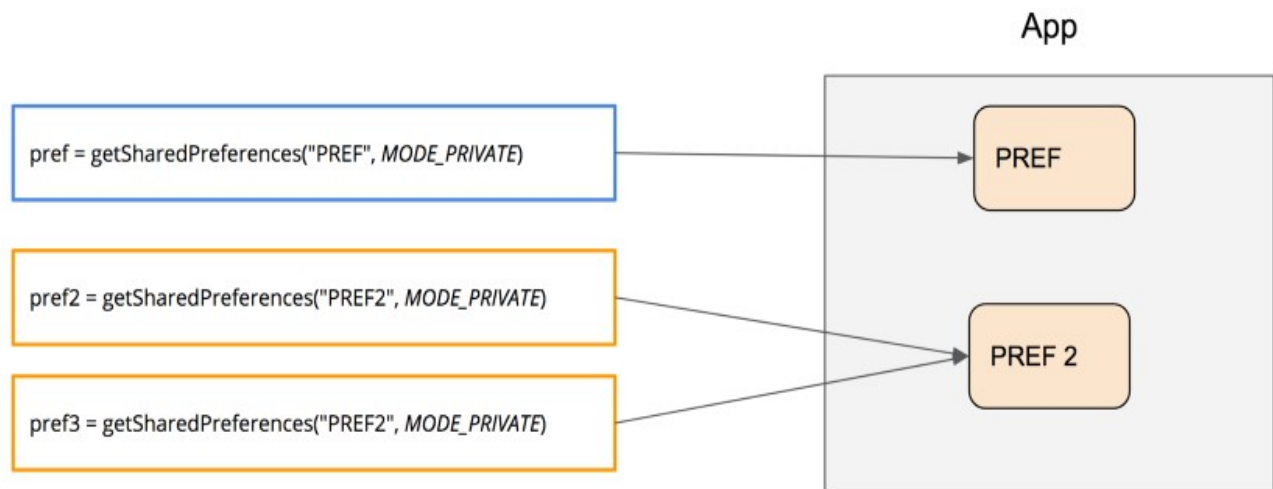 App
pref = getSharedPreferences("PREF", MODE_PRIVATE)
PREF
pref2 = getSharedPreferences("PREF2", MODE_PRIVATE)
PREF 2
pref3 = getSharedPreferences("PREF2", MODE_PRIVATE)